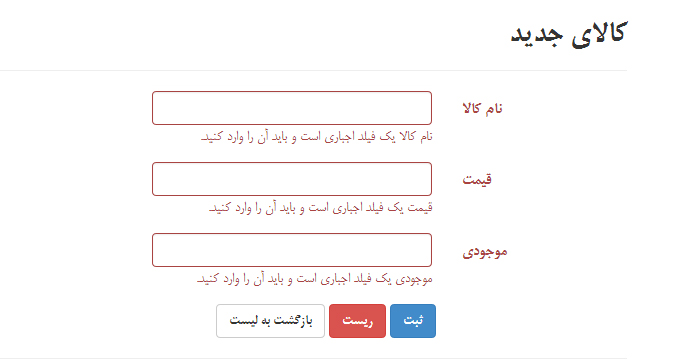 کالای جدید
نام کالا
نام کالا یک فیلد اجباری است و باید آن را وارد کنید.
قیمت
قیمت یک فیلد اجباری است و باید آن را وارد کنید.
موجودی
موجودی یک فیلد اجباری است و باید آن را وارد کنید.
ثبت ریست بازگشت به لیست